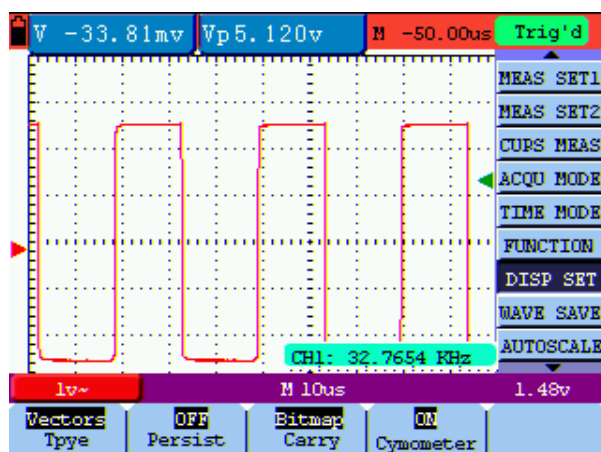 V -33.81mv Vp5.120v M -50.00us Trig'd
MEAS SET1
MEAS SET2
CUPS MEAS
ACQU MODE
TIME MODE
FUNCTION
DISP SET
WAVE SAVE
AUTOSCALE
CH1: 32.7654 KHz
1v~ M 10us 1.48v
Vectors OFF Bitmap ON
Tpye Persist Carry Cymometer